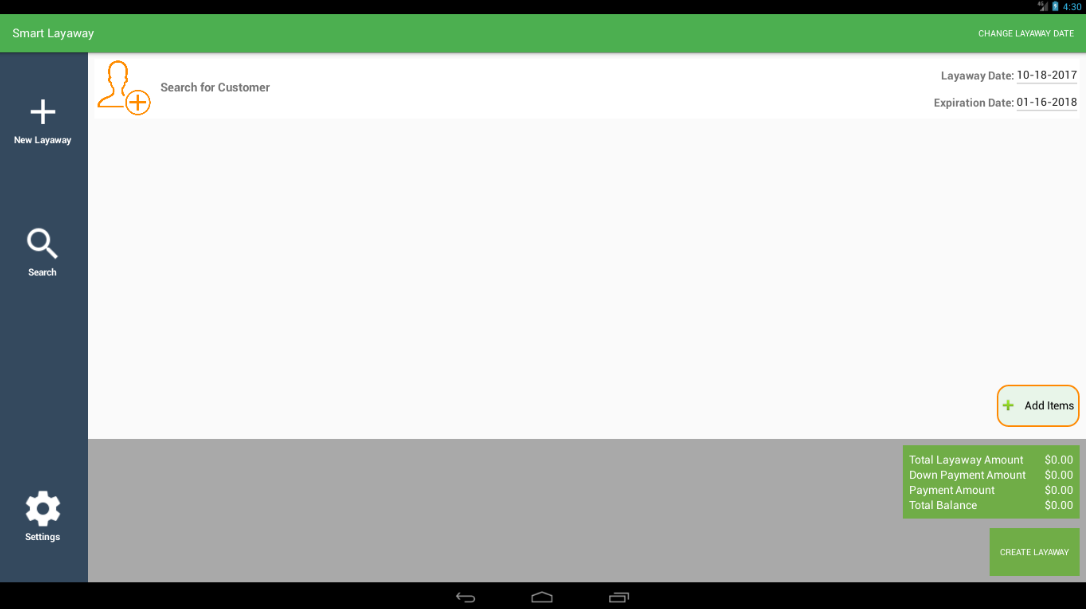 4:30
Smart Layaway
CHANGE LAYAWAY DATE
New Layaway
Search
Settings
Search for Customer
Layaway Date: 10-18-2017
Expiration Date: 01-16-2018
Add Items
Total Layaway Amount $0.00
Down Payment Amount $0.00
Payment Amount $0.00
Total Balance $0.00
CREATE LAYAWAY